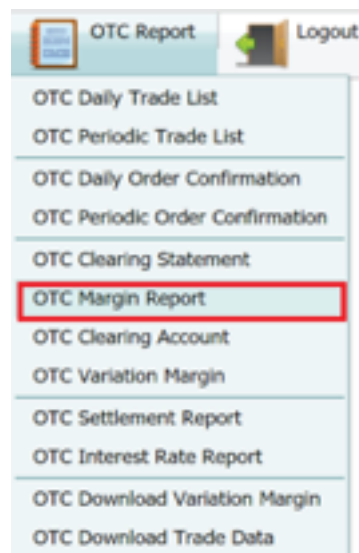 OTC Report
Logout
OTC Daily Trade List
OTC Periodic Trade List
OTC Daily Order Confirmation
OTC Periodic Order Confirmation
OTC Clearing Statement
OTC Margin Report
OTC Clearing Account
OTC Variation Margin
OTC Settlement Report
OTC Interest Rate Report
OTC Download Variation Margin
OTC Download Trade Data